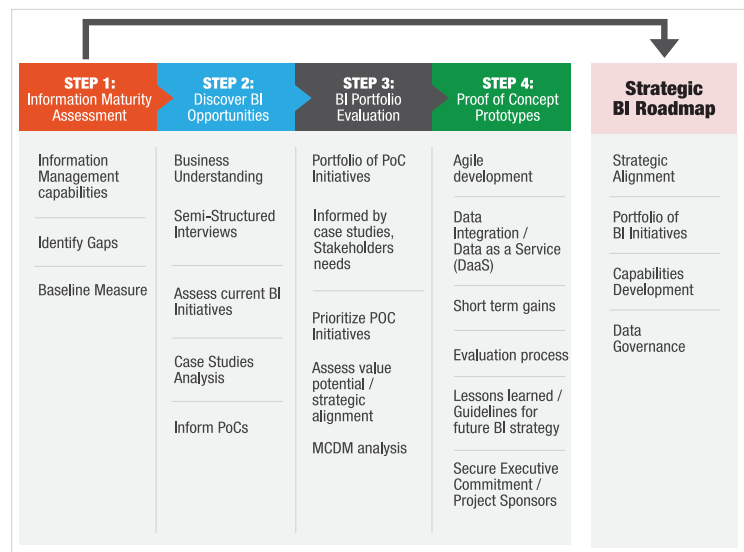 STEP 1:
Information Maturity
Assessment
STEP 2:
Discover BI
Opportunities
STEP 3:
BI Portfolio
Evaluation
STEP 4:
Proof of Concept
Prototypes
Strategic
BI Roadmap
Information
Management
capabilities
Identify Gaps
Baseline Measure
Business
Understanding
Semi-Structured
Interviews
Assess current BI
Initiatives
Case Studies
Analysis
Inform PoCs
Portfolio of PoC
Initiatives
Informed by
case studies,
Stakeholders
needs
Prioritize POC
Initiatives
Assess value
potential /
strategic
alignment
MCDM analysis
Agile
development
Data
Integration /
Data as a Service
(DaaS)
Short term gains
Evaluation process
Lessons learned /
Guidelines for
future BI strategy
Secure Executive
Commitment /
Project Sponsors
Strategic
Alignment
Portfolio of
BI Initiatives
Capabilities
Development
Data
Governance